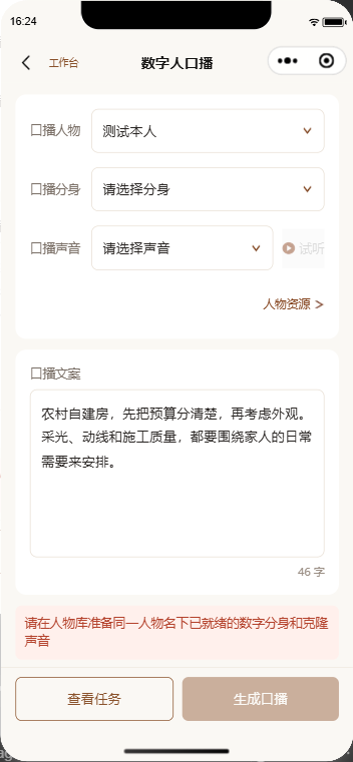 16:24
工作台
数字人口播
口播人物
测试本人
口播分身
请选择分身
口播声音
请选择声音
试听
人物资源 >
口播文案
农村自建房，先把预算分清楚，再考虑外观。
采光、动线和施工质量，都要围绕家人的日常
需要来安排。
46 字
请在人物库准备同一人物名下已就绪的数字分身和克隆
声音
查看任务
生成口播